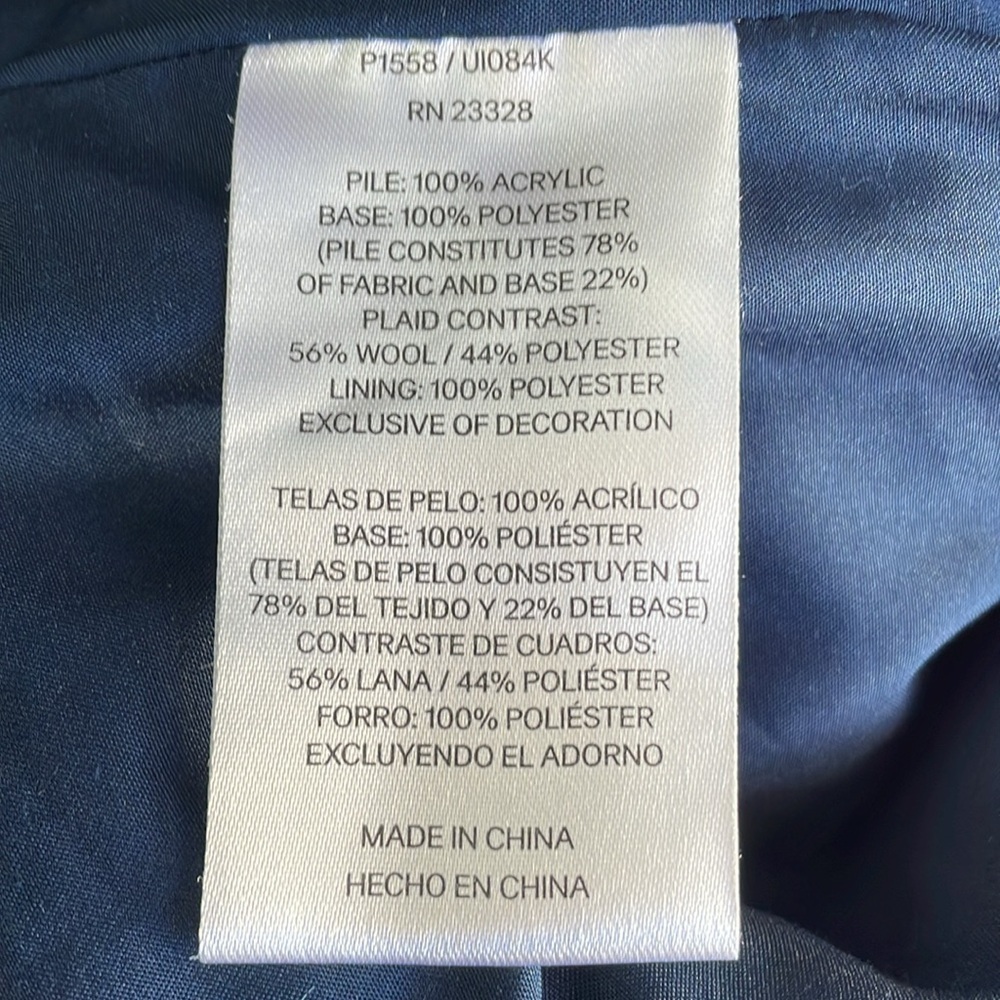 P1558 / UI084K
RN 23328
PILE: 100% ACRYLIC
BASE: 100% POLYESTER
(PILE CONSTITUTES 78%
OF FABRIC AND BASE 22%)
PLAID CONTRAST:
56% WOOL / 44% POLYESTER
LINING: 100% POLYESTER
EXCLUSIVE OF DECORATION
TELAS DE PELO: 100% ACRÍLICO
BASE: 100% POLIÉSTER
(TELAS DE PELO CONSISTUYEN EL
78% DEL TEJIDO Y 22% DEL BASE)
CONTRASTE DE CUADROS:
56% LANA / 44% POLIÉSTER
FORRO: 100% POLIÉSTER
EXCLUYENDO EL ADORNO
MADE IN CHINA
HECHO EN CHINA